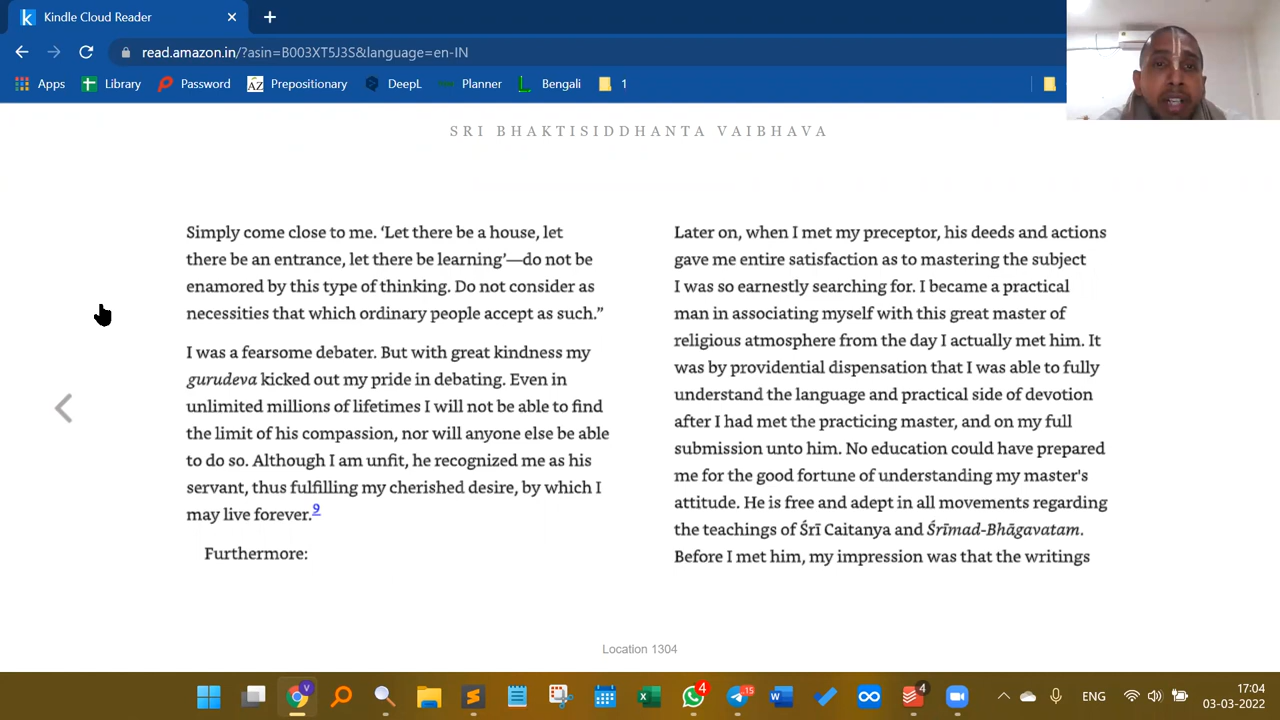 Kindle Cloud Reader
read.amazon.in/?asin=B003XT5J3S&language=en-IN
Apps Library Password Prepositionary DeepL Planner Bengali 1
SRI BHAKTISIDDHANTA VAIBHAVA
Simply come close to me. ‘Let there be a house, let
there be an entrance, let there be learning’—do not be
enamored by this type of thinking. Do not consider as
necessities that which ordinary people accept as such.”
I was a fearsome debater. But with great kindness my
gurudeva kicked out my pride in debating. Even in
unlimited millions of lifetimes I will not be able to find
the limit of his compassion, nor will anyone else be able
to do so. Although I am unfit, he recognized me as his
servant, thus fulfilling my cherished desire, by which I
may live forever.9
Furthermore:
Later on, when I met my preceptor, his deeds and actions
gave me entire satisfaction as to mastering the subject
I was so earnestly searching for. I became a practical
man in associating myself with this great master of
religious atmosphere from the day I actually met him. It
was by providential dispensation that I was able to fully
understand the language and practical side of devotion
after I had met the practicing master, and on my full
submission unto him. No education could have prepared
me for the good fortune of understanding my master's
attitude. He is free and adept in all movements regarding
the teachings of Śrī Caitanya and Śrīmad-Bhāgavatam.
Before I met him, my impression was that the writings
Location 1304
4 15 4 ENG 17:04
03-03-2022